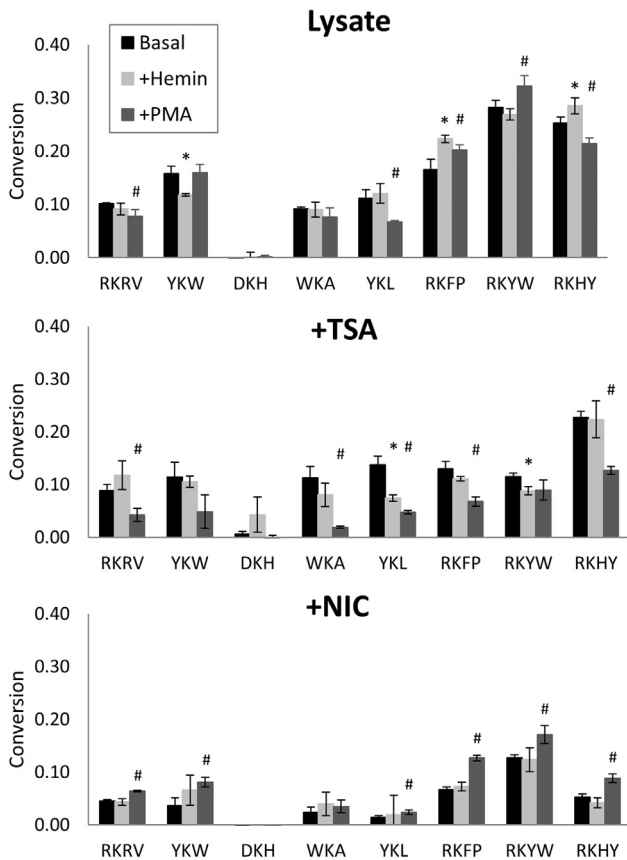 Lysate
Basal
+Hemin
+PMA
Conversion
0.40
0.30
0.20
0.10
0.00
* # * # # * #
# #
RKRV YKW DKH WKA YKL RKFP RKYW RKHY
+TSA
Conversion
0.40
0.30
0.20
0.10
0.00
# # * # # * #
RKRV YKW DKH WKA YKL RKFP RKYW RKHY
+NIC
Conversion
0.40
0.30
0.20
0.10
0.00
# # # # # #
RKRV YKW DKH WKA YKL RKFP RKYW RKHY